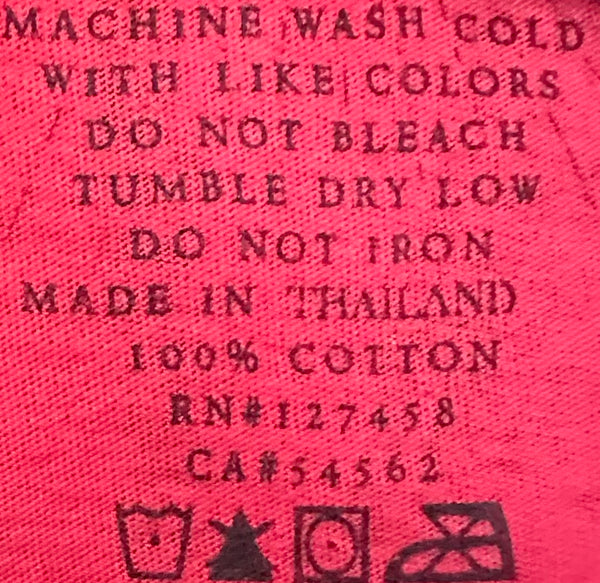 MACHINE WASH COLD
WITH LIKE COLORS
DO NOT BLEACH
TUMBLE DRY LOW
DO NOT IRON
MADE IN THAILAND
100% COTTON
RN#127458
CA#54562